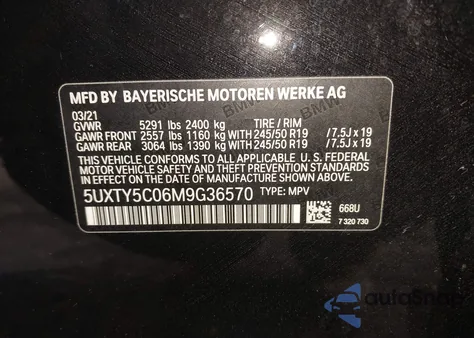 MFD BY BAYERISCHE MOTOREN WERKE AG
03/21
GVWR 5291 lbs 2400 kg TIRE / RIM
GAWR FRONT 2557 lbs 1160 kg WITH 245/50 R19 /7.5J x 19
GAWR REAR 3064 lbs 1390 kg WITH 245/50 R19 /7.5J x 19
THIS VEHICLE CONFORMS TO ALL APPLICABLE U. S. FEDERAL
MOTOR VEHICLE SAFETY AND THEFT PREVENTION STANDARDS
IN EFFECT ON THE DATE OF MANUFACTURE SHOWN ABOVE.
5UXTY5C06M9G36570 TYPE: MPV
668U
7 320 730